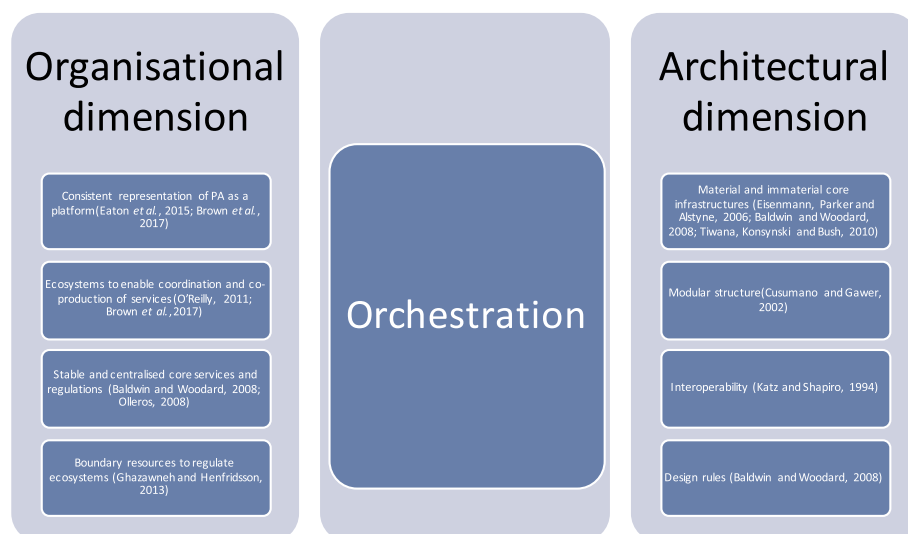 Organisational
dimension
Consistent representation of PA as a
platform(Eaton et al., 2015; Brown et al.,
2017)
Ecosystems to enable coordination and co-
production of services(O’Reilly, 2011;
Brown et al.,2017)
Stable and centralised core services and
regulations (Baldwin and Woodard, 2008;
Olleros, 2008)
Boundary resources to regulate
ecosystems (Ghazawneh and Henfridsson,
2013)
Orchestration
Architectural
dimension
Material and immaterial core
infrastructures (Eisenmann, Parker and
Alstyne, 2006; Baldwin and Woodard,
2008; Tiwana, Konsynski and Bush, 2010)
Modular structure(Cusumano and Gawer,
2002)
Interoperability (Katz and Shapiro, 1994)
Design rules (Baldwin and Woodard, 2008)